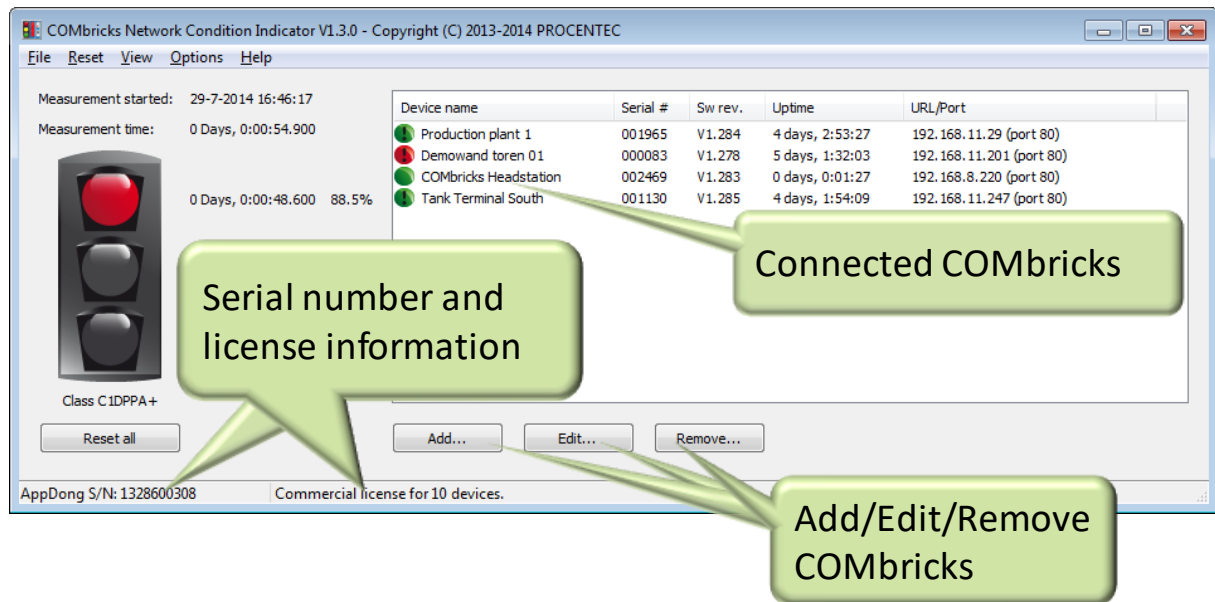 COMbricks Network Condition Indicator V1.3.0 - Copyright (C) 2013-2014 PROCENTEC
File Reset View Options Help
Measurement started: 29-7-2014 16:46:17
Measurement time: 0 Days, 0:00:54.900
0 Days, 0:00:48.600 88.5%
Class C1DPPA+
Reset all
Device name Serial # Sw rev. Uptime URL/Port
Production plant 1 001965 V1.284 4 days, 2:53:27 192.168.11.29 (port 80)
Demowand toren 01 000083 V1.278 5 days, 1:32:03 192.168.11.201 (port 80)
COMbricks Headstation 002469 V1.283 0 days, 0:01:27 192.168.8.220 (port 80)
Tank Terminal South 001130 V1.285 4 days, 1:54:09 192.168.11.247 (port 80)
Connected COMbricks
Serial number and
license information
Add... Edit... Remove...
AppDong S/N: 1328600308 Commercial license for 10 devices.
Add/Edit/Remove
COMbricks